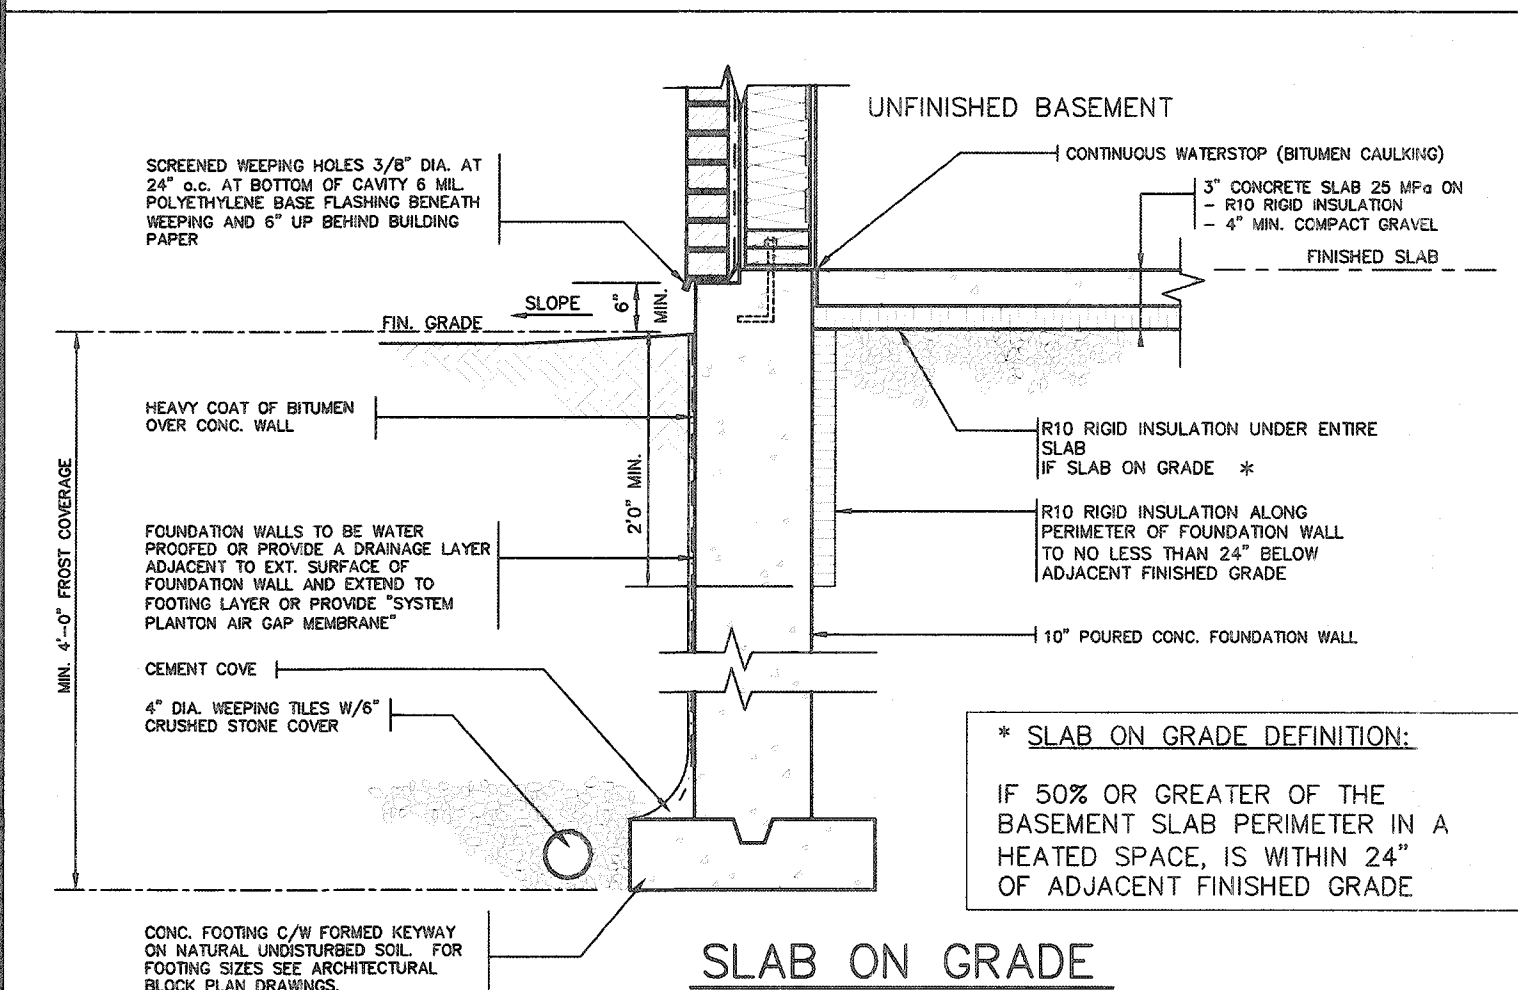 UNFINISHED BASEMENT
SCREENED WEEPING HOLES 3/8" DIA. AT
24" o.c. AT BOTTOM OF CAVITY 6 MIL
POLYETHYLENE BASE FLASHING BENEATH
WEEPING AND 6" UP BEHIND BUILDING
PAPER
CONTINUOUS WATERSTOP (BITUMEN CAULKING)
3" CONCRETE SLAB 25 MPa ON
- R10 RIGID INSULATION
- 4" MIN. COMPACT GRAVEL
FINISHED SLAB
SLOPE
6"
MIN.
FIN. GRADE
HEAVY COAT OF BITUMEN
OVER CONC. WALL
2'0" MIN.
MIN. 4'-0" FROST COVERAGE
R10 RIGID INSULATION UNDER ENTIRE
SLAB
IF SLAB ON GRADE *
R10 RIGID INSULATION ALONG
PERIMETER OF FOUNDATION WALL
TO NO LESS THAN 24" BELOW
ADJACENT FINISHED GRADE
FOUNDATION WALLS TO BE WATER
PROOFED OR PROVIDE A DRAINAGE LAYER
ADJACENT TO EXT. SURFACE OF
FOUNDATION WALL AND EXTEND TO
FOOTING LAYER OR PROVIDE "SYSTEM
PLANTON AIR GAP MEMBRANE"
10" POURED CONC. FOUNDATION WALL
CEMENT COVE
4" DIA. WEEPING TILES W/6"
CRUSHED STONE COVER
* SLAB ON GRADE DEFINITION:
IF 50% OR GREATER OF THE
BASEMENT SLAB PERIMETER IN A
HEATED SPACE, IS WITHIN 24"
OF ADJACENT FINISHED GRADE
CONC. FOOTING C/W FORMED KEYWAY
ON NATURAL UNDISTURBED SOIL. FOR
FOOTING SIZES SEE ARCHITECTURAL
BLOCK PLAN DRAWINGS.
SLAB ON GRADE